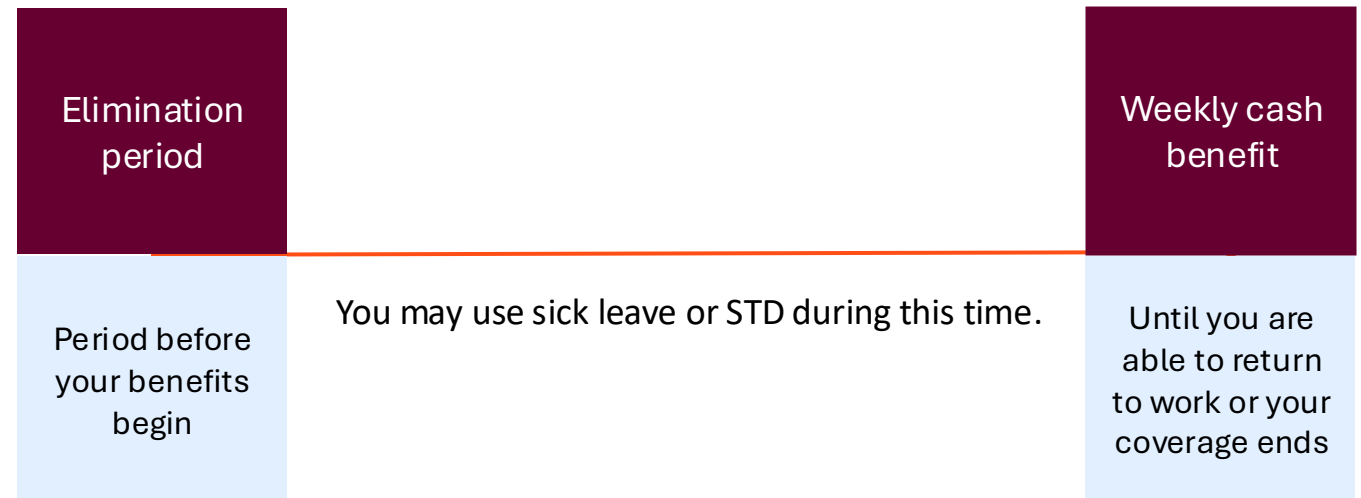 Elimination
period
Period before
your benefits
begin
You may use sick leave or STD during this time.
Weekly cash
benefit
Until you are
able to return
to work or your
coverage ends